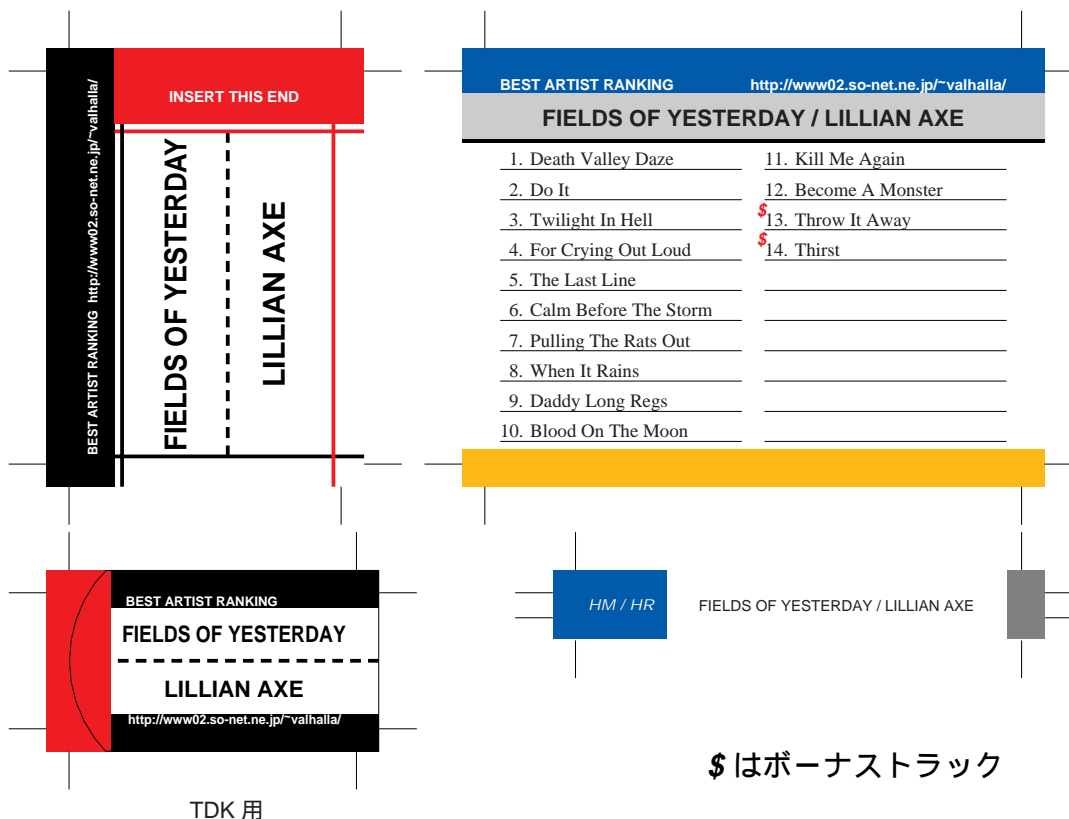 INSERT THIS END
BEST ARTIST RANKING http://www02.so-net.ne.jp/~valhalla/
FIELDS OF YESTERDAY
LILLIAN AXE
BEST ARTIST RANKING http://www02.so-net.ne.jp/~valhalla/
FIELDS OF YESTERDAY / LILLIAN AXE
1. Death Valley Daze
2. Do It
3. Twilight In Hell
4. For Crying Out Loud
5. The Last Line
6. Calm Before The Storm
7. Pulling The Rats Out
8. When It Rains
9. Daddy Long Regs
10. Blood On The Moon
11. Kill Me Again
12. Become A Monster
$13. Throw It Away
$14. Thirst
BEST ARTIST RANKING
FIELDS OF YESTERDAY
LILLIAN AXE
http://www02.so-net.ne.jp/~valhalla/
TDK 用
HM / HR
FIELDS OF YESTERDAY / LILLIAN AXE
$はボーナストラック